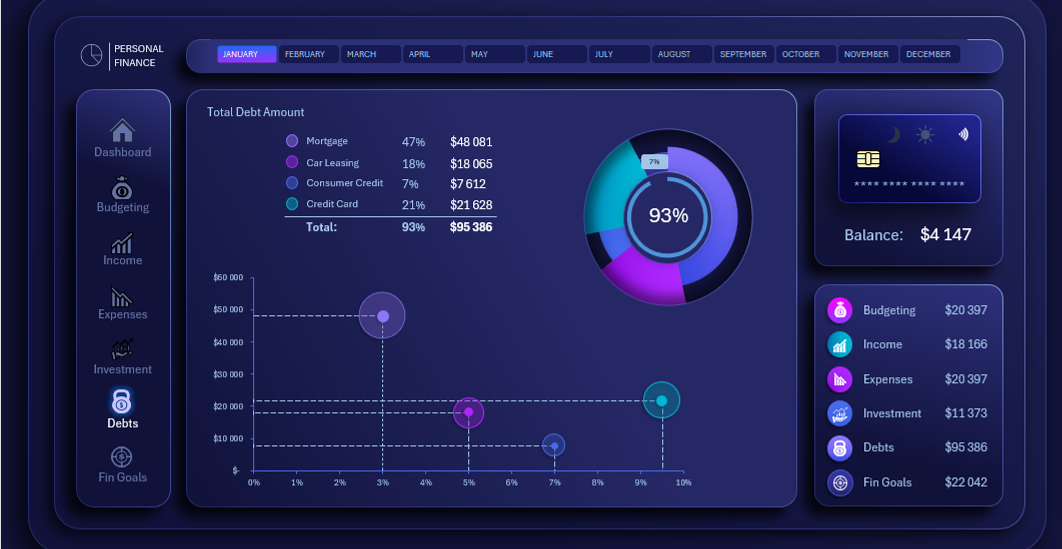 PERSONAL
FINANCE
JANUARY FEBRUARY MARCH APRIL MAY JUNE JULY AUGUST SEPTEMBER OCTOBER NOVEMBER DECEMBER
Dashboard
Budgeting
Income
Expenses
Investment
Debts
Fin Goals
Total Debt Amount
Mortgage 47% $48 081
Car Leasing 18% $18 065
Consumer Credit 7% $7 612
Credit Card 21% $21 628
Total: 93% $95 386
7%
93%
$60 000
$50 000
$40 000
$30 000
$20 000
$10 000
$-
0% 1% 2% 3% 4% 5% 6% 7% 8% 9% 10%
**** **** **** ****
Balance: $4 147
Budgeting $20 397
Income $18 166
Expenses $20 397
Investment $11 373
Debts $95 386
Fin Goals $22 042